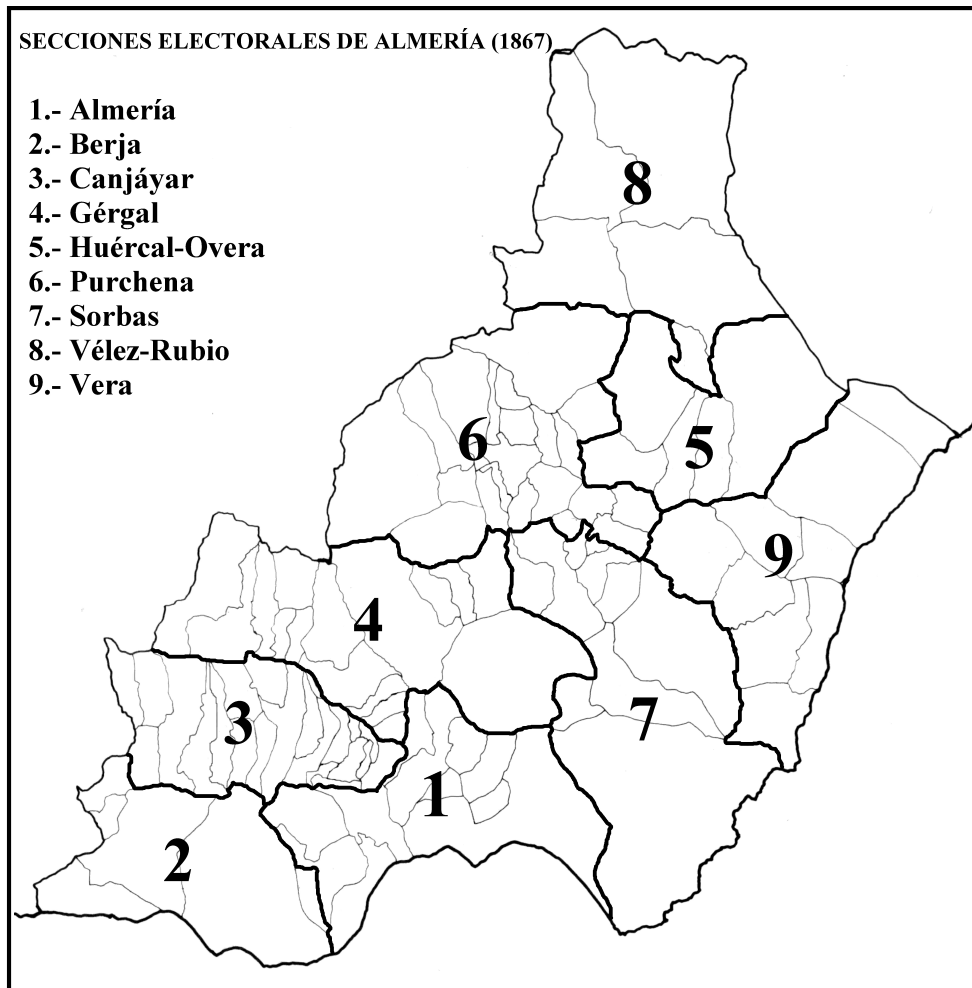 SECCIONES ELECTORALES DE ALMERÍA (1867)
1.- Almería
2.- Berja
3.- Canjáyar
4.- Gérgal
5.- Huércal-Overa
6.- Purchena
7.- Sorbas
8.- Vélez-Rubio
9.- Vera
8
6
5
9
4
3
7
1
2